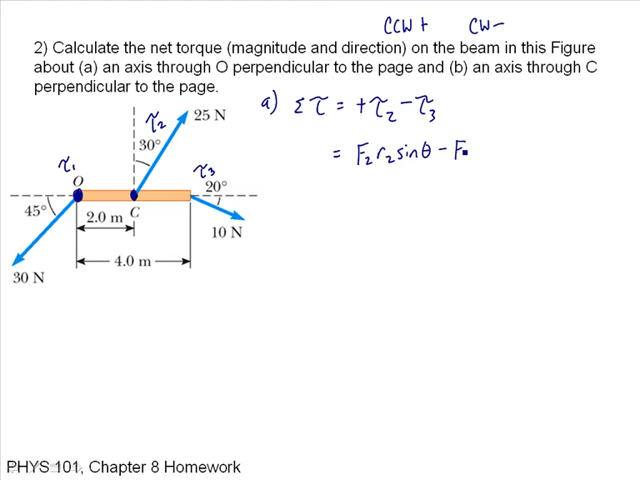 CCW + CW -
2) Calculate the net torque (magnitude and direction) on the beam in this Figure
about (a) an axis through O perpendicular to the page and (b) an axis through C
perpendicular to the page.
a) Στ = +τ₂ - τ₃
= F₂r₂sinθ - F
τ₂
25 N
30°
τ₁
O
τ₃
20°
45°
2.0 m
C
10 N
4.0 m
30 N
PHYS 101, Chapter 8 Homework